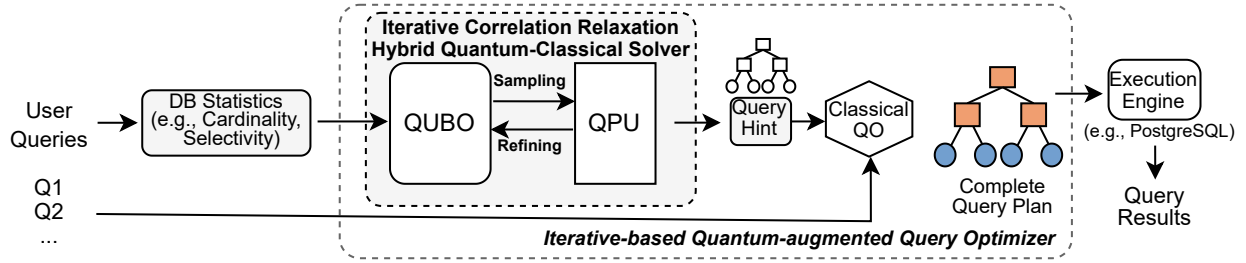 Iterative Correlation Relaxation
Hybrid Quantum-Classical Solver
User
Queries
DB Statistics
(e.g., Cardinality,
Selectivity)
QUBO
Sampling
Refining
QPU
Query
Hint
Classical
QO
Complete
Query Plan
Execution
Engine
(e.g., PostgreSQL)
Query
Results
Q1
Q2
...
Iterative-based Quantum-augmented Query Optimizer